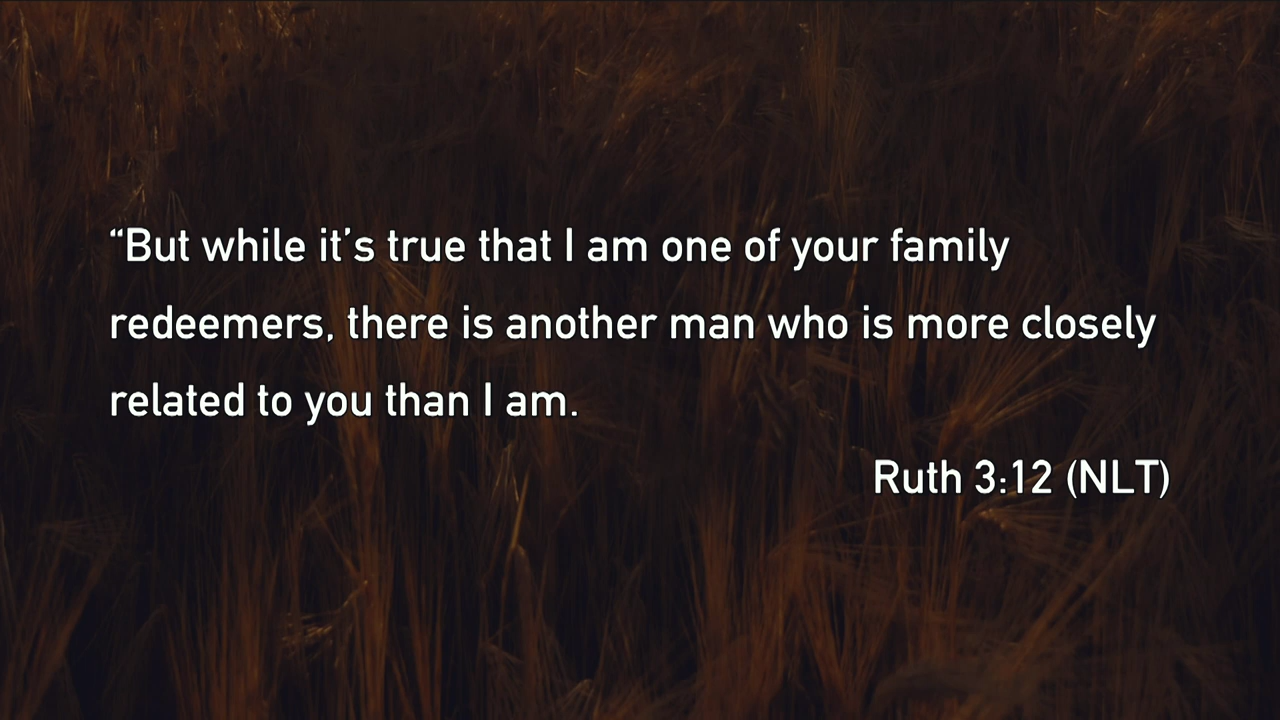 “But while it’s true that I am one of your family
redeemers, there is another man who is more closely
related to you than I am.
Ruth 3:12 (NLT)